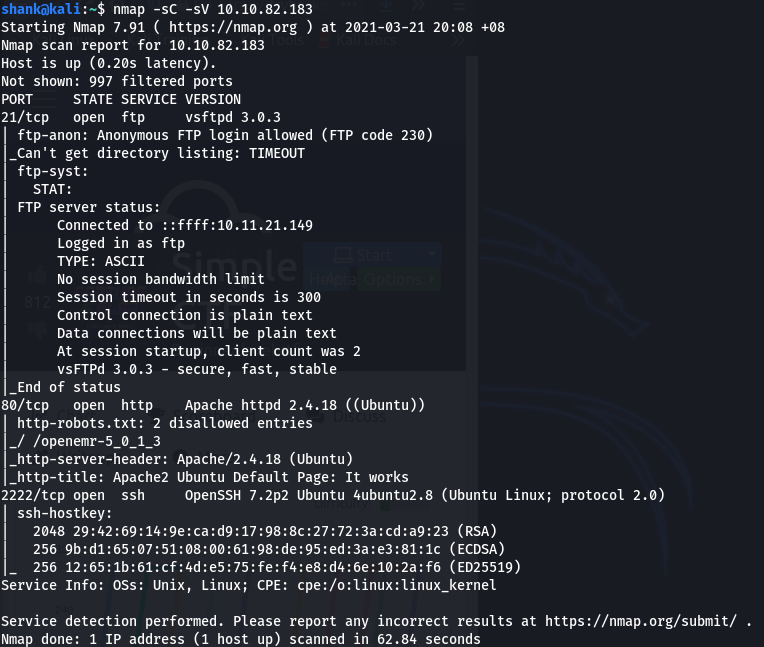 shank@kali:~$ nmap -sC -sV 10.10.82.183
Starting Nmap 7.91 ( https://nmap.org ) at 2021-03-21 20:08 +08
Nmap scan report for 10.10.82.183
Host is up (0.20s latency).
Not shown: 997 filtered ports
PORT     STATE SERVICE VERSION
21/tcp   open  ftp     vsftpd 3.0.3
| ftp-anon: Anonymous FTP login allowed (FTP code 230)
|_Can't get directory listing: TIMEOUT
| ftp-syst:
|   STAT:
| FTP server status:
|      Connected to ::ffff:10.11.21.149
|      Logged in as ftp
|      TYPE: ASCII
|      No session bandwidth limit
|      Session timeout in seconds is 300
|      Control connection is plain text
|      Data connections will be plain text
|      At session startup, client count was 2
|      vsFTPd 3.0.3 - secure, fast, stable
|_End of status
80/tcp   open  http    Apache httpd 2.4.18 ((Ubuntu))
| http-robots.txt: 2 disallowed entries
|_/ /openemr-5_0_1_3
|_http-server-header: Apache/2.4.18 (Ubuntu)
|_http-title: Apache2 Ubuntu Default Page: It works
2222/tcp open  ssh     OpenSSH 7.2p2 Ubuntu 4ubuntu2.8 (Ubuntu Linux; protocol 2.0)
| ssh-hostkey:
|   2048 29:42:69:14:9e:ca:d9:17:98:8c:27:72:3a:cd:a9:23 (RSA)
|   256 9b:d1:65:07:51:08:00:61:98:de:95:ed:3a:e3:81:1c (ECDSA)
|_  256 12:65:1b:61:cf:4d:e5:75:fe:f4:e8:d4:6e:10:2a:f6 (ED25519)
Service Info: OSs: Unix, Linux; CPE: cpe:/o:linux:linux_kernel

Service detection performed. Please report any incorrect results at https://nmap.org/submit/ .
Nmap done: 1 IP address (1 host up) scanned in 62.84 seconds